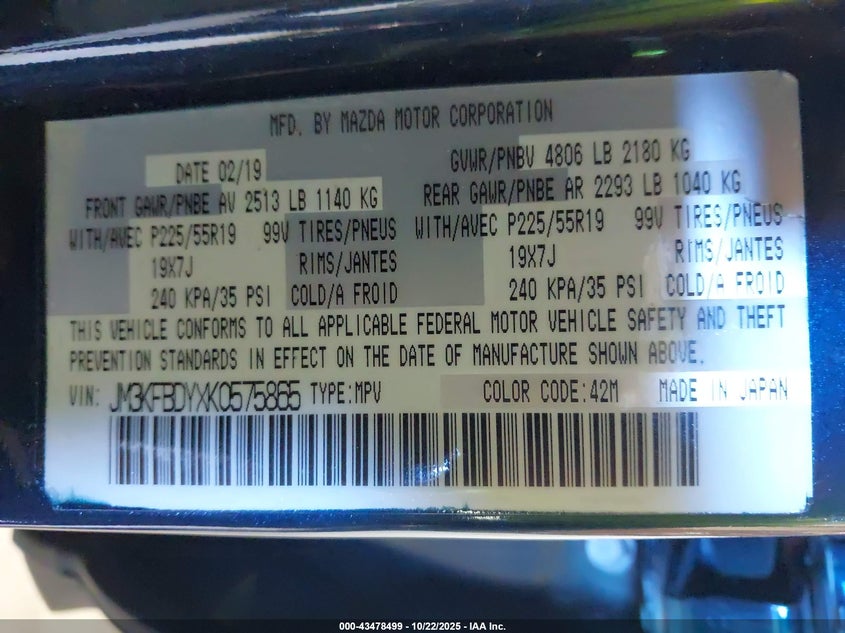 MFD. BY MAZDA MOTOR CORPORATION
DATE 02/19 GVWR/PNBV 4806 LB 2180 KG
FRONT GAWR/PNBE AV 2513 LB 1140 KG REAR GAWR/PNBE AR 2293 LB 1040 KG
WITH/AVEC P225/55R19 99V TIRES/PNEUS WITH/AVEC P225/55R19 99V TIRES/PNEUS
19X7J RIMS/JANTES 19X7J RIMS/JANTES
240 KPA/35 PSI COLD/A FROID 240 KPA/35 PSI COLD/A FROID
THIS VEHICLE CONFORMS TO ALL APPLICABLE FEDERAL MOTOR VEHICLE SAFETY AND THEFT
PREVENTION STANDARDS IN EFFECT ON THE DATE OF MANUFACTURE SHOWN ABOVE.
VIN: JM3KFBDYXK0575865 TYPE:MPV COLOR CODE:42M MADE IN JAPAN
000-43478499 - 10/22/2025 - IAA Inc.